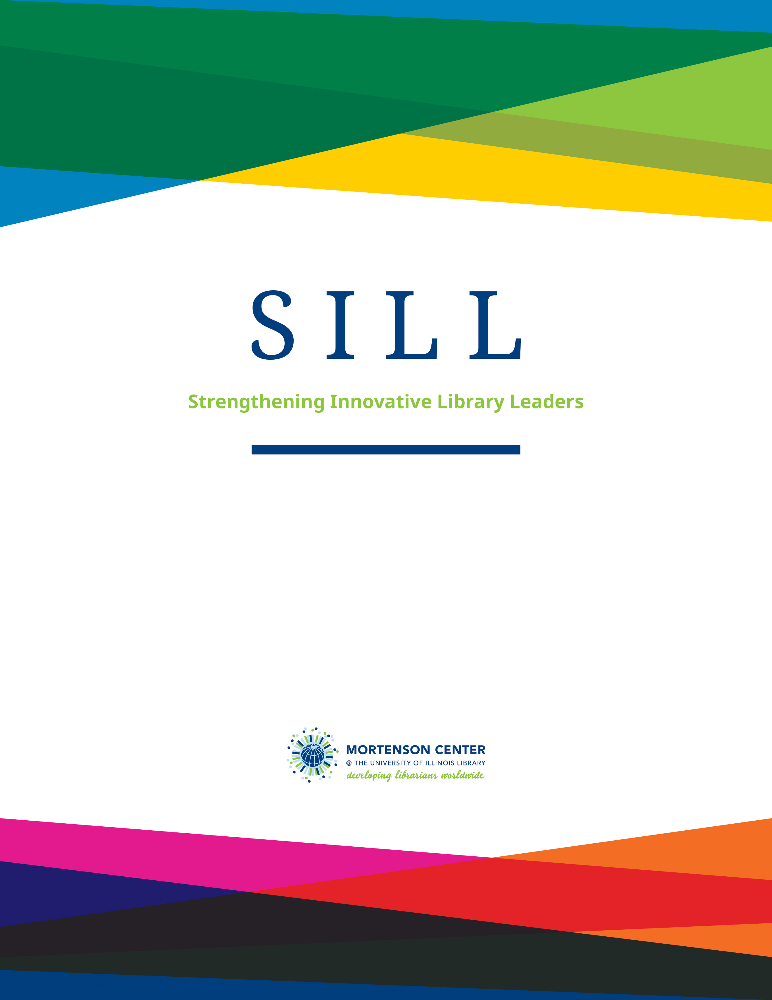 SILL
Strengthening Innovative Library Leaders
MORTENSON CENTER
@ THE UNIVERSITY OF ILLINOIS LIBRARY
developing librarians worldwide